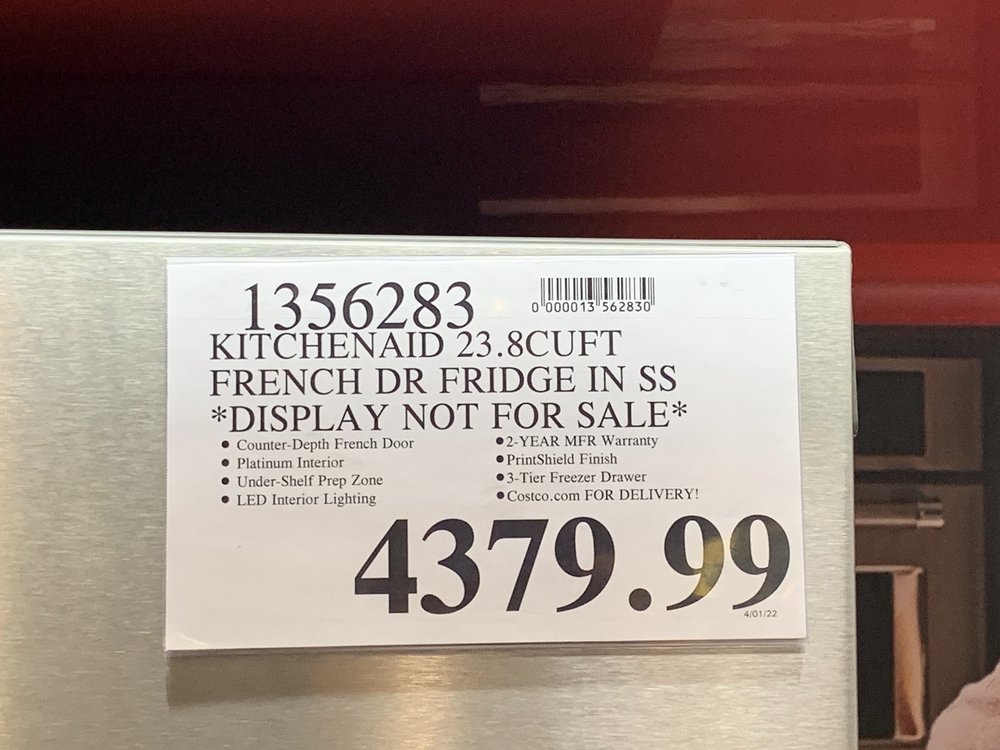 1356283
0 000013 562830
KITCHENAID 23.8CUFT
FRENCH DR FRIDGE IN SS
*DISPLAY NOT FOR SALE*
• Counter-Depth French Door
• Platinum Interior
• Under-Shelf Prep Zone
• LED Interior Lighting
• 2-YEAR MFR Warranty
• PrintShield Finish
• 3-Tier Freezer Drawer
• Costco.com FOR DELIVERY!
4379.99
4/01/22